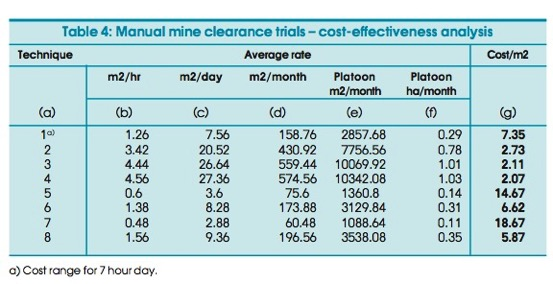 Table 4: Manual mine clearance trials – cost-effectiveness analysis
Technique Average rate Cost/m2
m2/hr m2/day m2/month Platoon Platoon
m2/month ha/month
(a) (b) (c) (d) (e) (f) (g)
1a) 1.26 7.56 158.76 2857.68 0.29 7.35
2 3.42 20.52 430.92 7756.56 0.78 2.73
3 4.44 26.64 559.44 10069.92 1.01 2.11
4 4.56 27.36 574.56 10342.08 1.03 2.07
5 0.6 3.6 75.6 1360.8 0.14 14.67
6 1.38 8.28 173.88 3129.84 0.31 6.62
7 0.48 2.88 60.48 1088.64 0.11 18.67
8 1.56 9.36 196.56 3538.08 0.35 5.87
a) Cost range for 7 hour day.